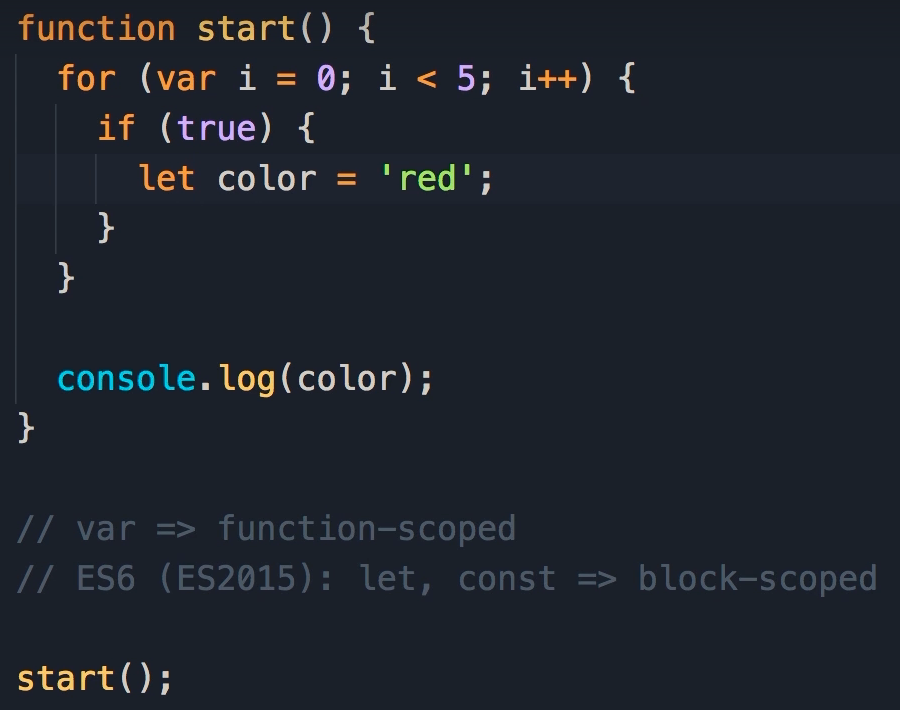 function start() {
  for (var i = 0; i < 5; i++) {
    if (true) {
      let color = 'red';
    }
  }

  console.log(color);
}

// var => function-scoped
// ES6 (ES2015): let, const => block-scoped

start();